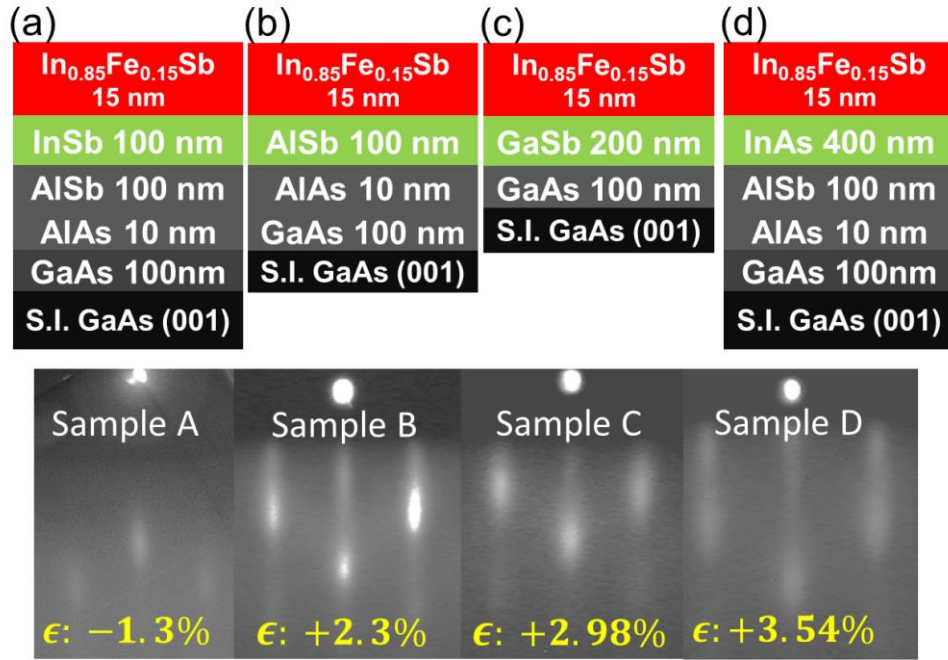 (a)
In0.85Fe0.15Sb
15 nm
InSb 100 nm
AlSb 100 nm
AlAs 10 nm
GaAs 100nm
S.I. GaAs (001)
(b)
In0.85Fe0.15Sb
15 nm
AlSb 100 nm
AlAs 10 nm
GaAs 100 nm
S.I. GaAs (001)
(c)
In0.85Fe0.15Sb
15 nm
GaSb 200 nm
GaAs 100 nm
S.I. GaAs (001)
(d)
In0.85Fe0.15Sb
15 nm
InAs 400 nm
AlSb 100 nm
AlAs 10 nm
GaAs 100nm
S.I. GaAs (001)
Sample A
ϵ: −1.3%
Sample B
ϵ: +2.3%
Sample C
ϵ: +2.98%
Sample D
ϵ: +3.54%